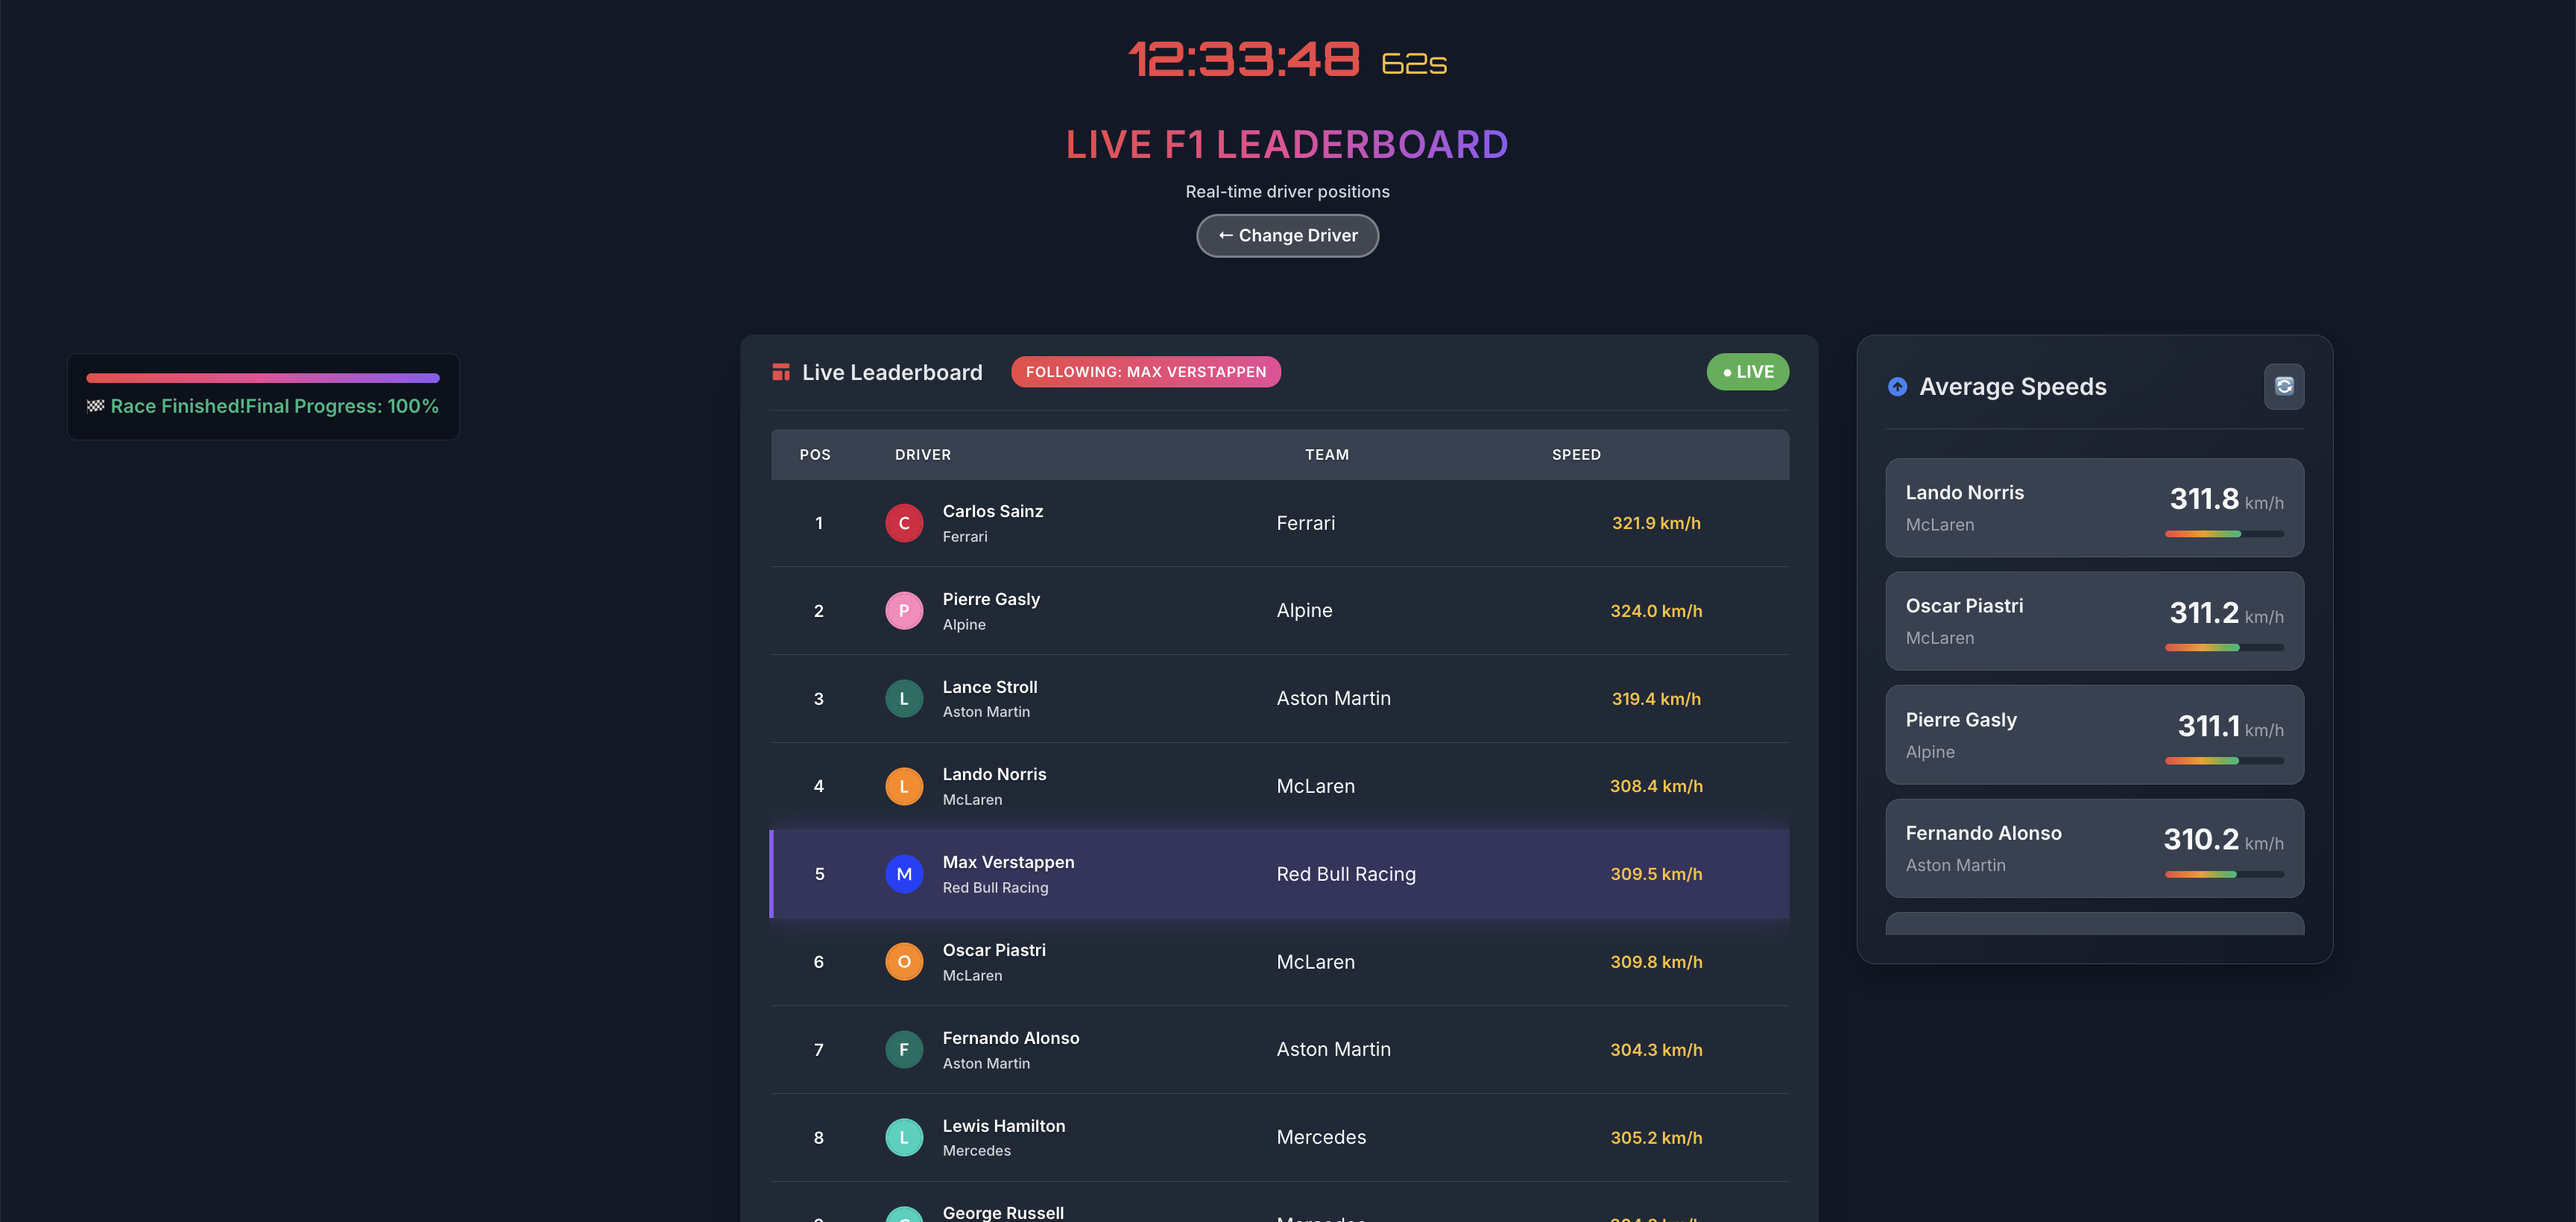 12:33:48 62s
LIVE F1 LEADERBOARD
Real-time driver positions
← Change Driver
Race Finished!Final Progress: 100%
Live Leaderboard
FOLLOWING: MAX VERSTAPPEN
● LIVE
POS DRIVER TEAM SPEED
1 C Carlos Sainz Ferrari Ferrari 321.9 km/h
2 P Pierre Gasly Alpine Alpine 324.0 km/h
3 L Lance Stroll Aston Martin Aston Martin 319.4 km/h
4 L Lando Norris McLaren McLaren 308.4 km/h
5 M Max Verstappen Red Bull Racing Red Bull Racing 309.5 km/h
6 O Oscar Piastri McLaren McLaren 309.8 km/h
7 F Fernando Alonso Aston Martin Aston Martin 304.3 km/h
8 L Lewis Hamilton Mercedes Mercedes 305.2 km/h
George Russell
Average Speeds
Lando Norris
McLaren
311.8 km/h
Oscar Piastri
McLaren
311.2 km/h
Pierre Gasly
Alpine
311.1 km/h
Fernando Alonso
Aston Martin
310.2 km/h